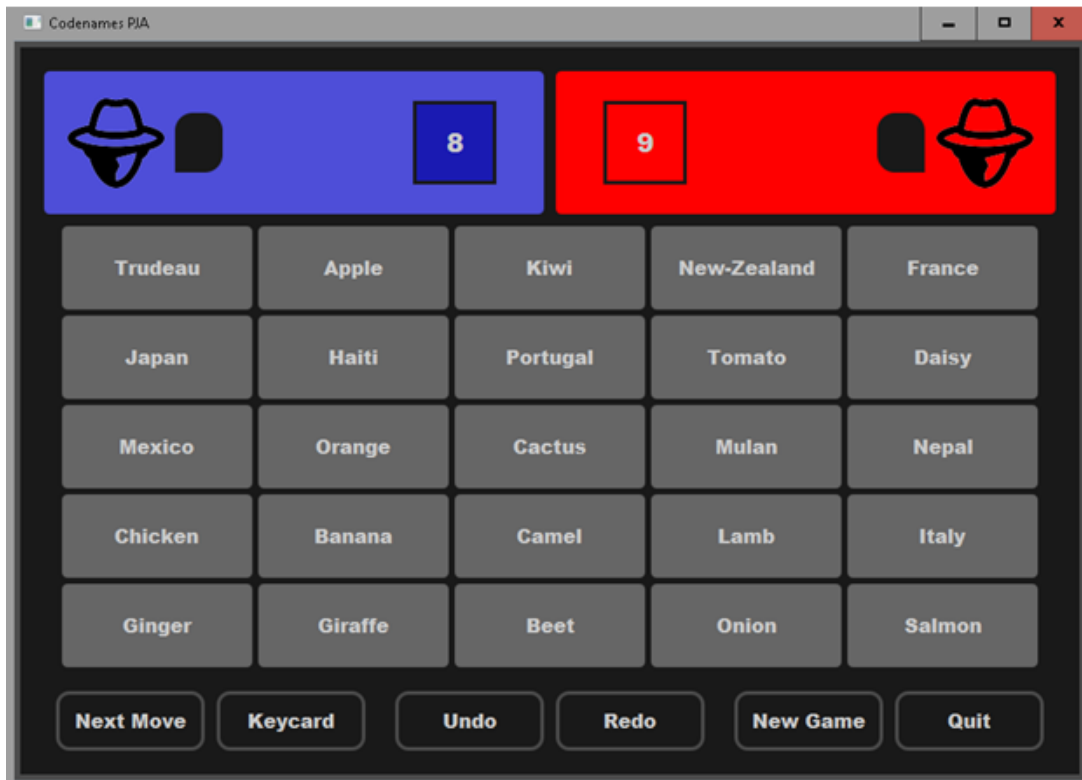 Codenames PJA
8 9
Trudeau Apple Kiwi New-Zealand France
Japan Haiti Portugal Tomato Daisy
Mexico Orange Cactus Mulan Nepal
Chicken Banana Camel Lamb Italy
Ginger Giraffe Beet Onion Salmon
Next Move Keycard Undo Redo New Game Quit